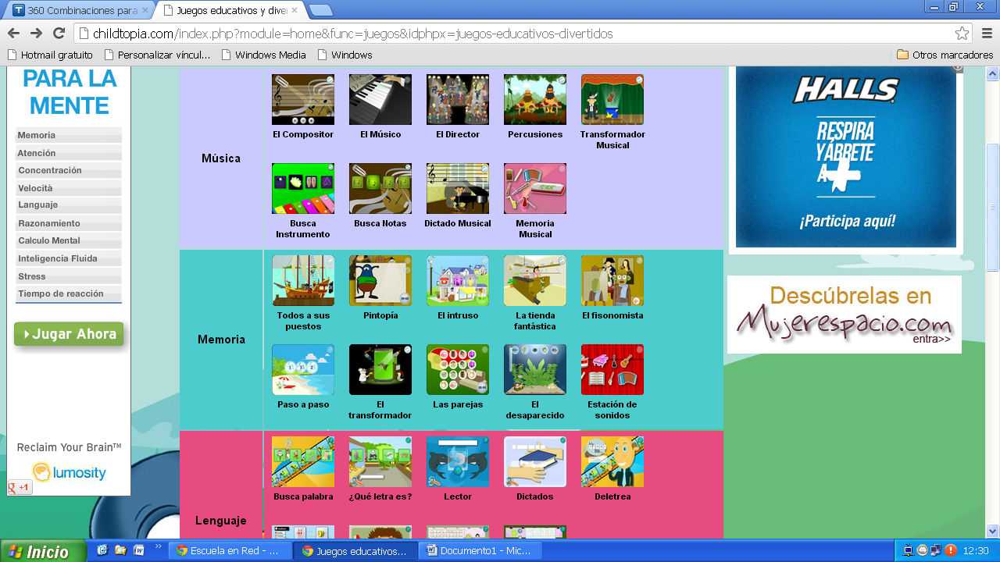 360 Combinaciones para
Juegos educativos y dive
childtopia.com/index.php?module=home&func=juegos&idphpx=juegos-educativos-divertidos
Hotmail gratuito
Personalizar víncul...
Windows Media
Windows
Otros marcadores
PARA LA
MENTE
Memoria
Atención
Concentración
Velocità
Languaje
Razonamiento
Calculo Mental
Inteligencia Fluida
Stress
Tiempo de reacción
Jugar Ahora
Reclaim Your Brain™
lumosity
+1
Música
El Compositor
El Músico
El Director
Percusiones
Transformador
Musical
Busca
Instrumento
Busca Notas
Dictado Musical
Memoria
Musical
Memoria
Todos a sus
puestos
Pintopía
El intruso
La tienda
fantástica
El fisonomista
Paso a paso
El
transformador
Las parejas
El
desaparecido
Estación de
sonidos
Lenguaje
Busca palabra
¿Qué letra es?
Lector
Dictados
Deletrea
HALLS
RESPIRA
Y ÁBRETE
A+
¡Participa aquí!
Descúbrelas en
Mujerespacio.com
entra>>
Inicio
Escuela en Red - ...
Juegos educativos...
Documento1 - Mic...
12:30